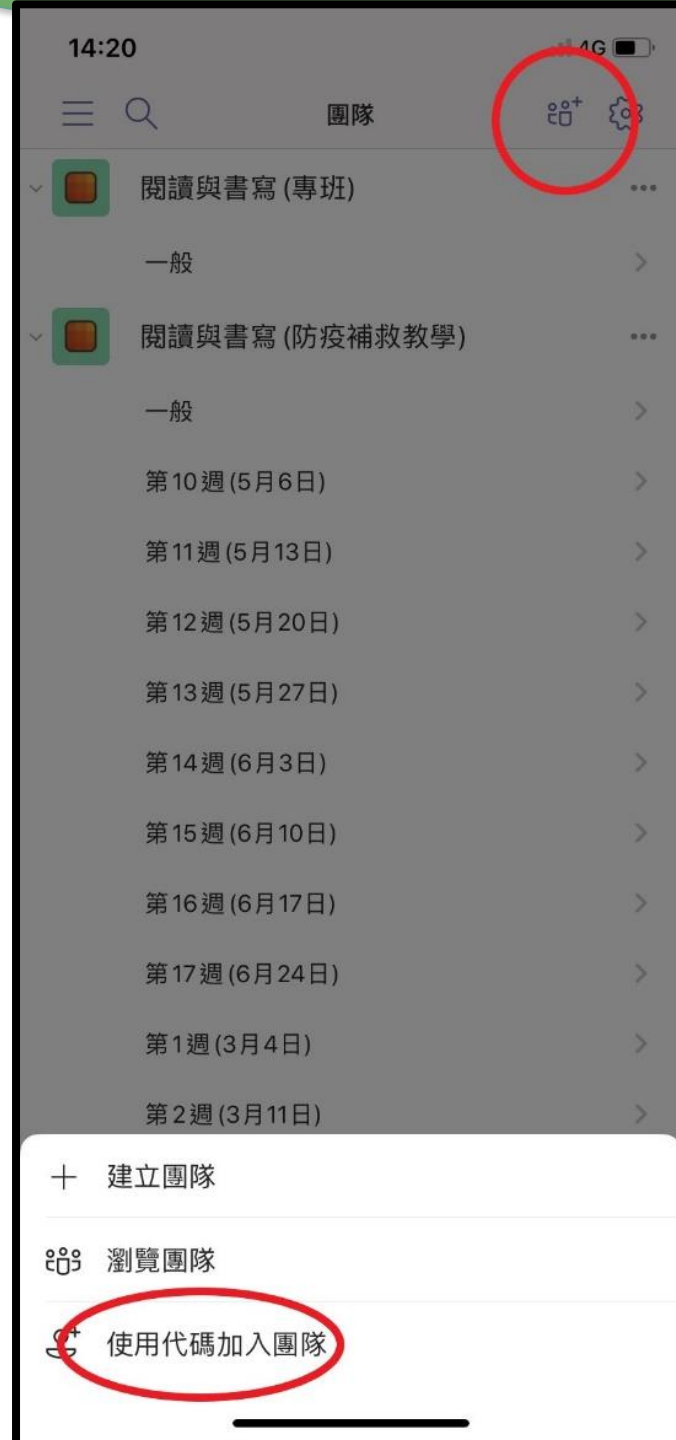 14:20 4G
團隊
閱讀與書寫 (專班)
一般
閱讀與書寫 (防疫補救教學)
一般
第10週 (5月6日)
第11週 (5月13日)
第12週 (5月20日)
第13週 (5月27日)
第14週 (6月3日)
第15週 (6月10日)
第16週 (6月17日)
第17週 (6月24日)
第1週 (3月4日)
第2週 (3月11日)
建立團隊
瀏覽團隊
使用代碼加入團隊